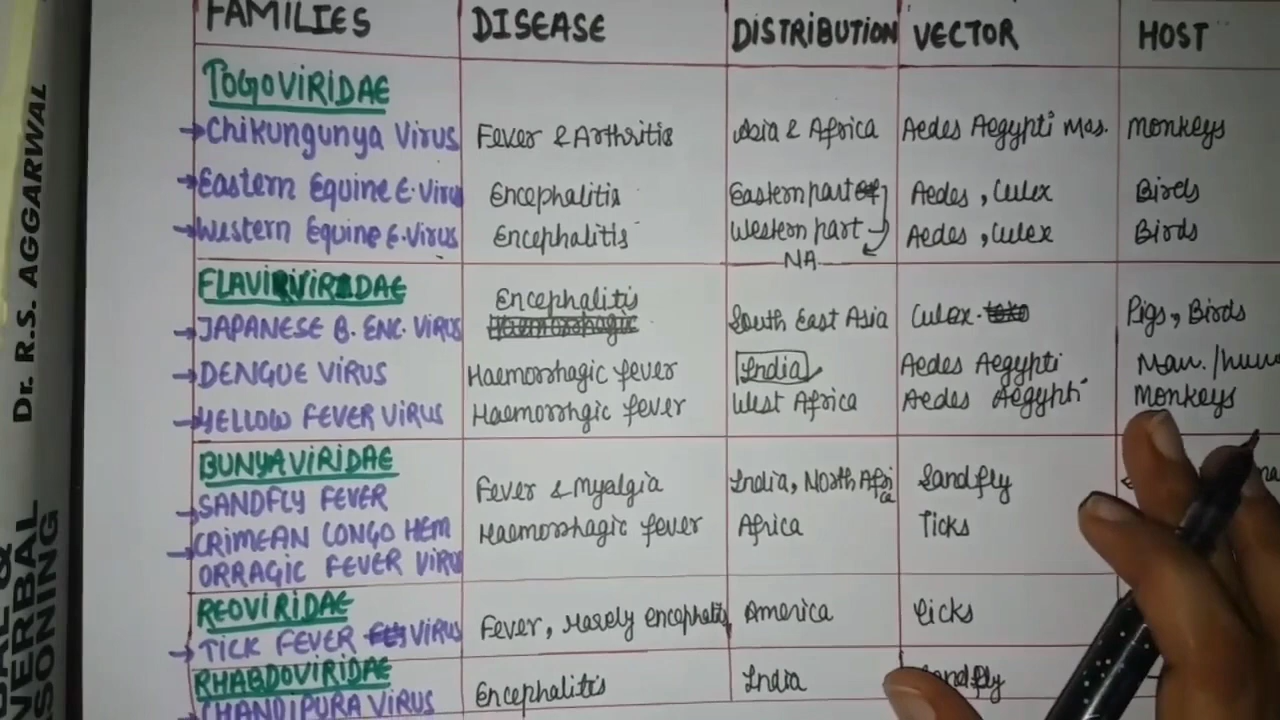 FAMILIES DISEASE DISTRIBUTION VECTOR HOST
TOGOVIRIDAE
→Chikungunya Virus Fever & Arthritis Asia & Africa Aedes Aegypti Mos. Monkeys
→Eastern Equine E.Virus Encephalitis Eastern part of Aedes, Culex Birds
→Western Equine E.Virus Encephalitis Western part Aedes, Culex Birds
NA
FLAVIVIRIDAE
Encephalitis
→JAPANESE B. ENC. VIRUS South East Asia Culex Pigs, Birds
→DENGUE VIRUS Haemorrhagic fever India Aedes Aegypti Man./
→YELLOW FEVER VIRUS Haemorrhgic fever West Africa Aedes Aegypti Monkeys
BUNYAVIRIDAE
→SANDFLY FEVER Fever & Myalgia India, North Africa Sandfly
→CRIMEAN CONGO HEM Haemorrhagic fever Africa Ticks
ORRAGIC FEVER VIRUS
REOVIRIDAE
→TICK FEVER VIRUS Fever, rarely encephalitis America Ticks
RHABDOVIRIDAE
→CHANDIPURA VIRUS Encephalitis India Sandfly
Dr. R.S. AGGARWAL
VERBAL &